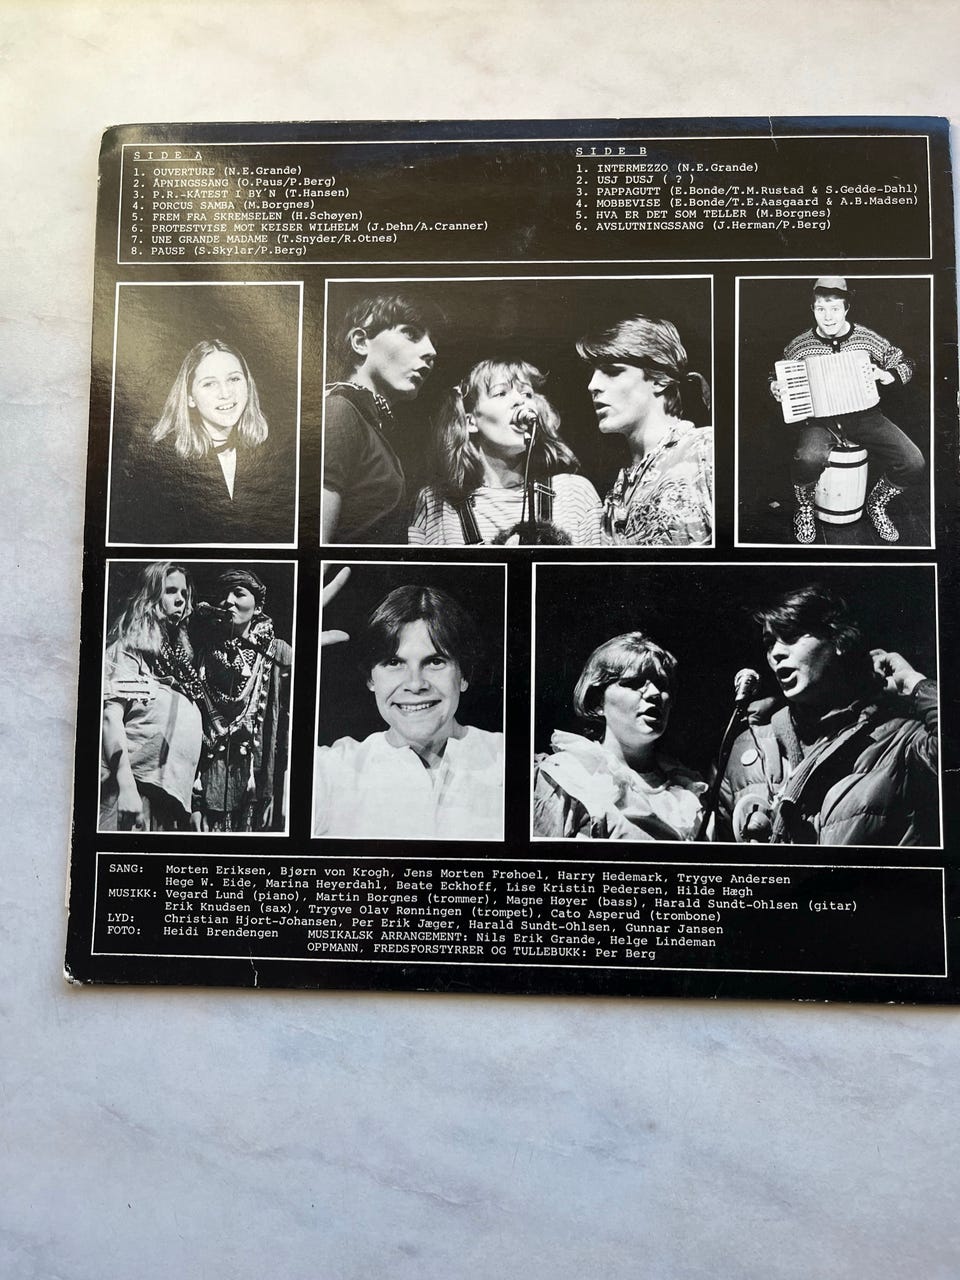 SIDE A
1. OUVERTURE (N.E.Grande)
2. ÅPNINGSSANG (O.Paus/P.Berg)
3. P.R.-KÅTEST I BY'N (T.Hansen)
4. PORCUS SAMBA (M.Borgnes)
5. FREM FRA SKREMSELEN (H.Schøyen)
6. PROTESTVISE MOT KEISER WILHELM (J.Dehn/A.Cranner)
7. UNE GRANDE MADAME (T.Snyder/R.Otnes)
8. PAUSE (S.Skylar/P.Berg)
SIDE B
1. INTERMEZZO (N.E.Grande)
2. USJ DUSJ ( ? )
3. PAPPAGUTT (E.Bonde/T.M.Rustad & S.Gedde-Dahl)
4. MOBBEVISE (E.Bonde/T.E.Aasgaard & A.B.Madsen)
5. HVA ER DET SOM TELLER (M.Borgnes)
6. AVSLUTNINGSSANG (J.Herman/P.Berg)
SANG: Morten Eriksen, Bjørn von Krogh, Jens Morten Frøhoel, Harry Hedemark, Trygve Andersen
Hege W. Eide, Marina Heyerdahl, Beate Eckhoff, Lise Kristin Pedersen, Hilde Hægh
MUSIKK: Vegard Lund (piano), Martin Borgnes (trommer), Magne Høyer (bass), Harald Sundt-Ohlsen (gitar)
Erik Knudsen (sax), Trygve Olav Rønningen (trompet), Cato Asperud (trombone)
LYD: Christian Hjort-Johansen, Per Erik Jæger, Harald Sundt-Ohlsen, Gunnar Jansen
FOTO: Heidi Brendengen MUSIKALSK ARRANGEMENT: Nils Erik Grande, Helge Lindeman
OPPMANN, FREDSFORSTYRRER OG TULLEBUKK: Per Berg